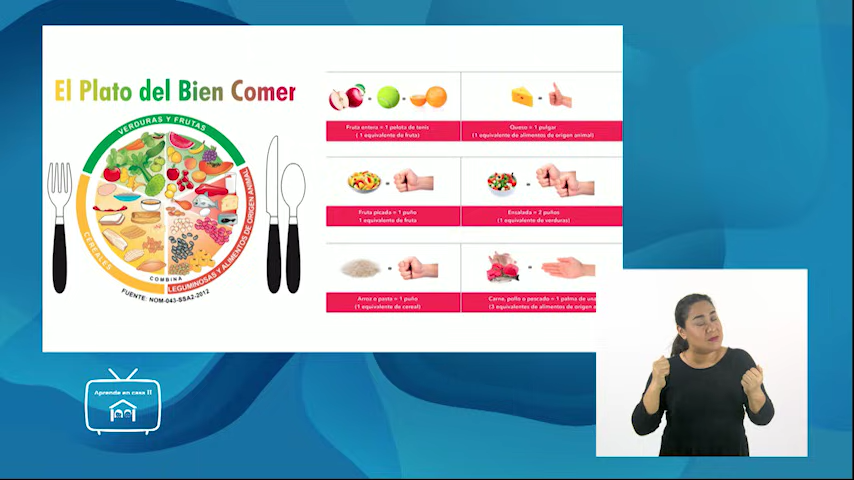 El Plato del Bien Comer
VERDURAS Y FRUTAS
CEREALES
COMBINA
LEGUMINOSAS Y ALIMENTOS DE ORIGEN ANIMAL
FUENTE: NOM-043-SSA2-2012
Fruta entera = 1 pelota de tenis
(1 equivalente de fruta)
Queso = 1 pulgar
(1 equivalente de alimentos de origen animal)
Fruta picada = 1 puño
1 equivalente de fruta
Ensalada = 2 puños
(1 equivalente de verduras)
Arroz o pasta = 1 puño
(1 equivalente de cereal)
Carne, pollo o pescado = 1 palma de una
(3 equivalentes de alimentos de origen
Aprende en casa II